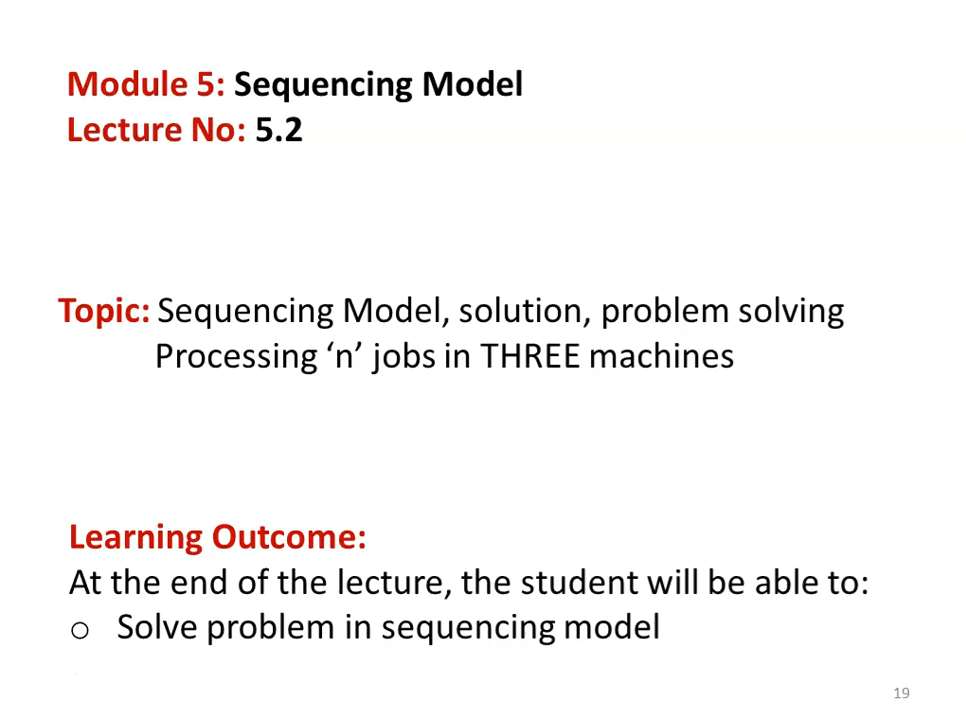 Module 5: Sequencing Model
Lecture No: 5.2
Topic: Sequencing Model, solution, problem solving
Processing ‘n’ jobs in THREE machines
Learning Outcome:
At the end of the lecture, the student will be able to:
o Solve problem in sequencing model
19